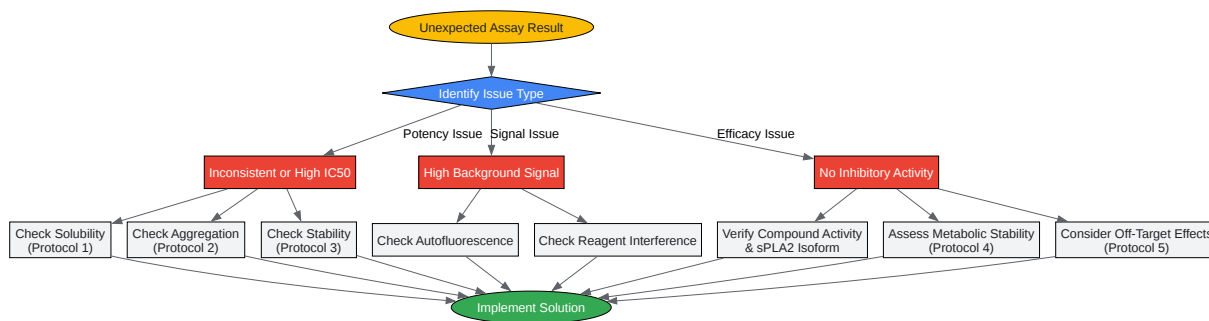 Unexpected Assay Result
Identify Issue Type
Potency Issue
Signal Issue
Efficacy Issue
Inconsistent or High IC50
High Background Signal
No Inhibitory Activity
Check Solubility
(Protocol 1)
Check Aggregation
(Protocol 2)
Check Stability
(Protocol 3)
Check Autofluorescence
Check Reagent Interference
Verify Compound Activity
& sPLA2 Isoform
Assess Metabolic Stability
(Protocol 4)
Consider Off-Target Effects
(Protocol 5)
Implement Solution